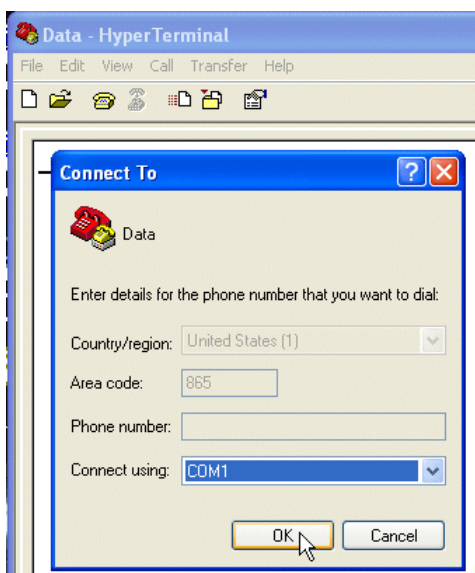 Data - HyperTerminal
File Edit View Call Transfer Help
Connect To
Data
Enter details for the phone number that you want to dial:
Country/region: United States (1)
Area code: 865
Phone number:
Connect using: COM1
OK Cancel